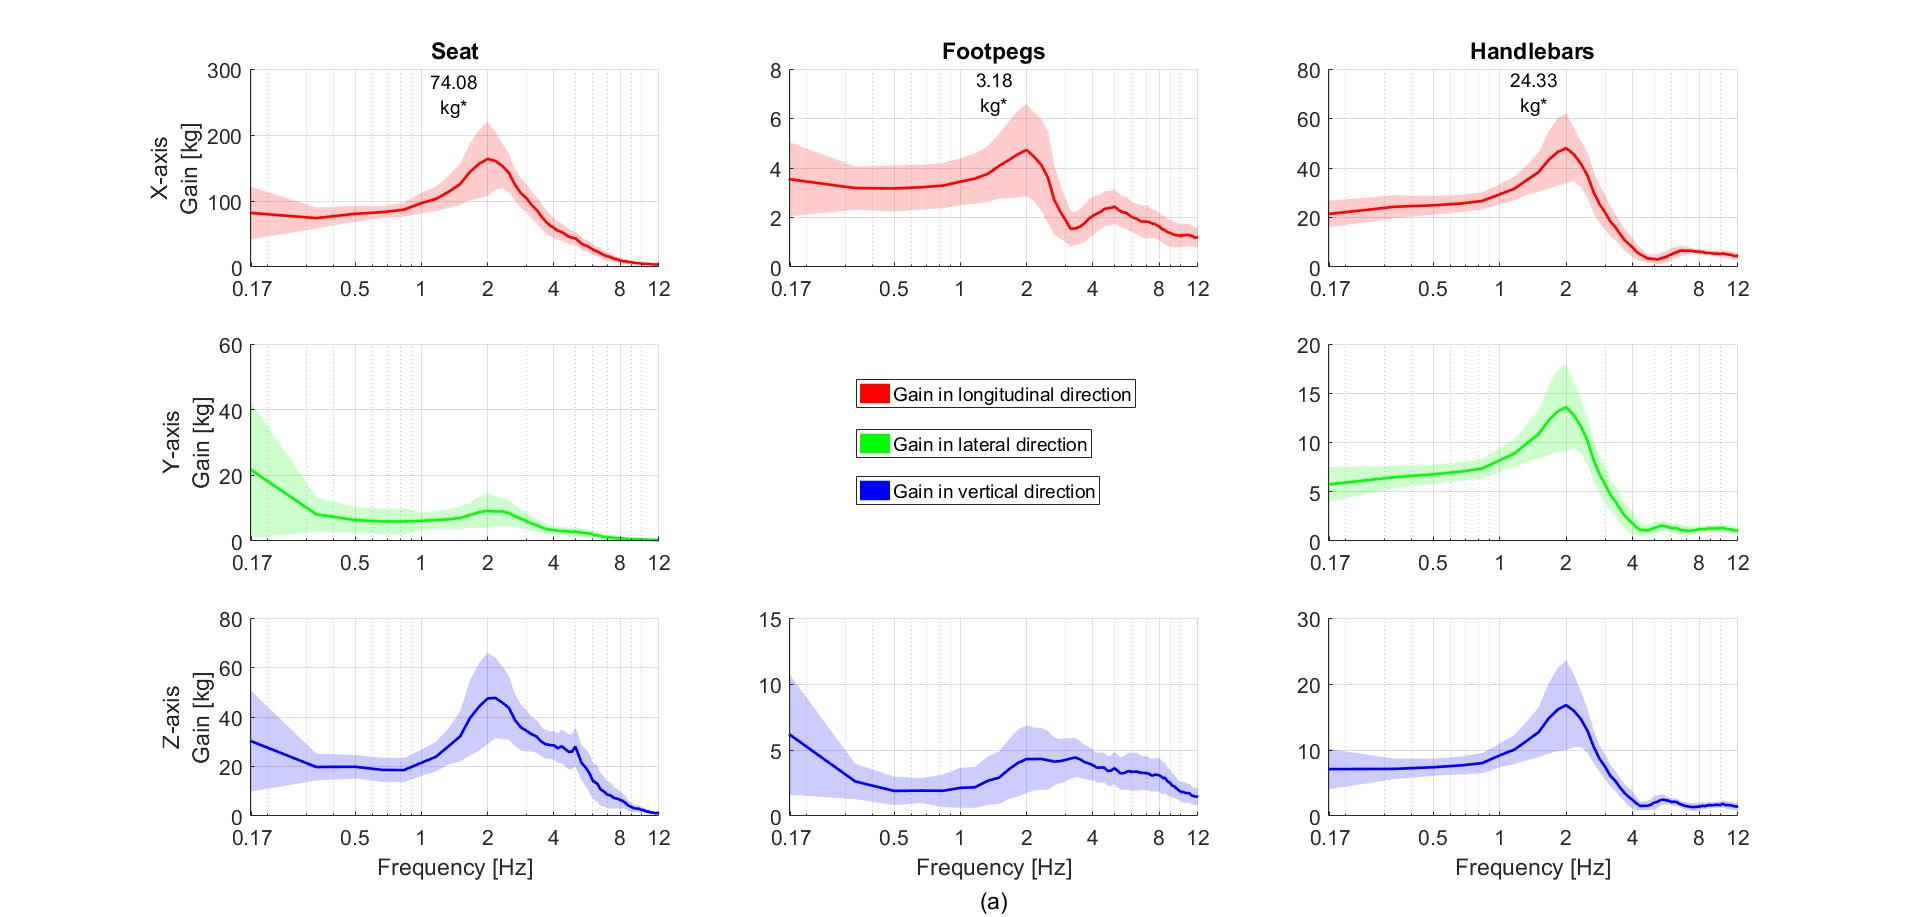 Seat
Footpegs
Handlebars
X-axis
Gain [kg]
300
200
100
0
74.08
kg*
0.17 0.5 1 2 4 8 12
8
6
4
2
0
3.18
kg*
0.17 0.5 1 2 4 8 12
80
60
40
20
0
24.33
kg*
0.17 0.5 1 2 4 8 12
Y-axis
Gain [kg]
60
40
20
0
0.17 0.5 1 2 4 8 12
Gain in longitudinal direction
Gain in lateral direction
Gain in vertical direction
20
15
10
5
0
0.17 0.5 1 2 4 8 12
Z-axis
Gain [kg]
80
60
40
20
0
0.17 0.5 1 2 4 8 12
Frequency [Hz]
15
10
5
0
0.17 0.5 1 2 4 8 12
Frequency [Hz]
30
20
10
0
0.17 0.5 1 2 4 8 12
Frequency [Hz]
(a)